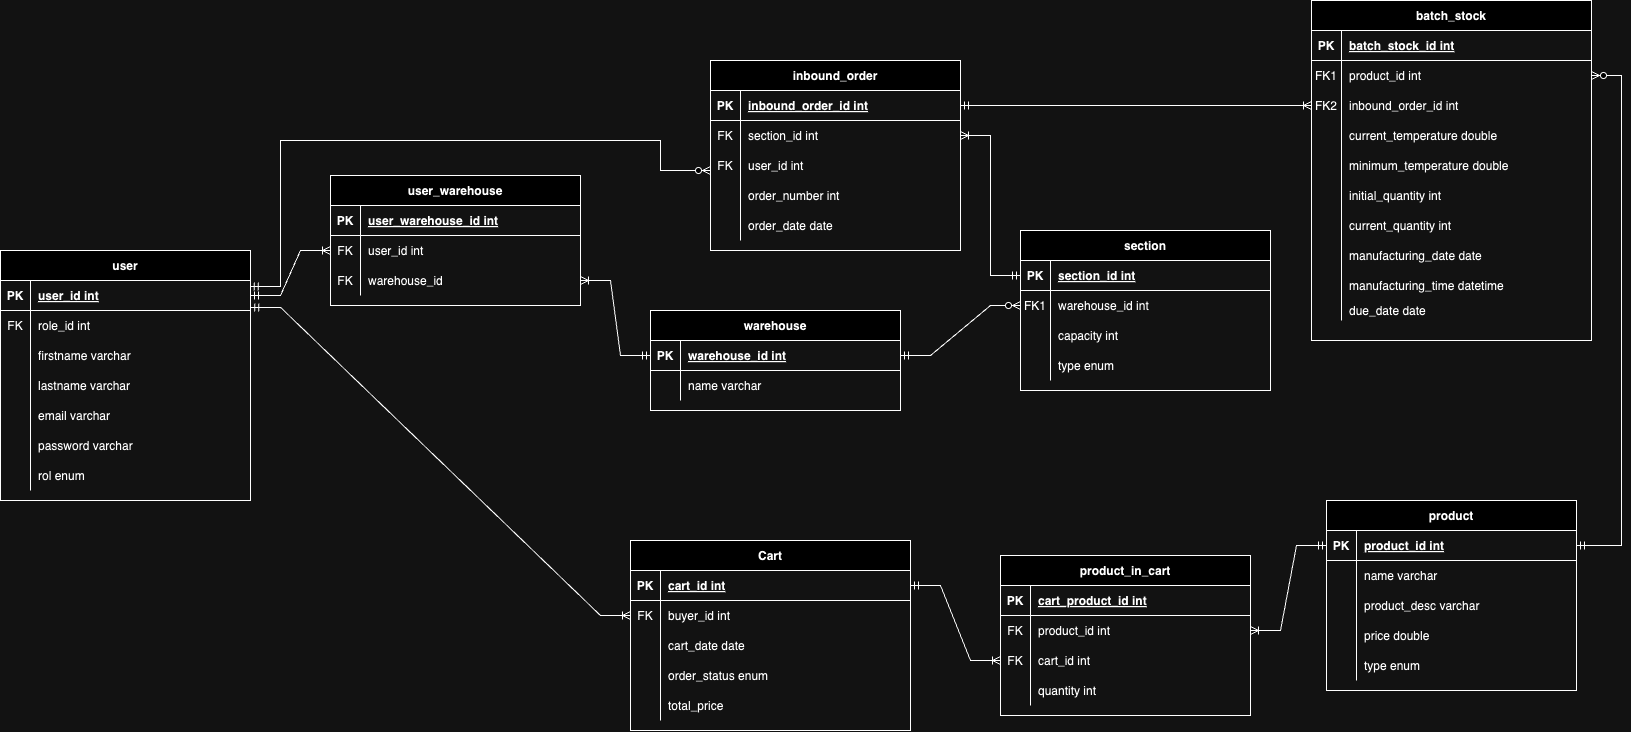 batch_stock
PK batch_stock_id int
FK1 product_id int
FK2 inbound_order_id int
current_temperature double
minimum_temperature double
initial_quantity int
current_quantity int
manufacturing_date date
manufacturing_time datetime
due_date date
inbound_order
PK inbound_order_id int
FK section_id int
FK user_id int
order_number int
order_date date
user_warehouse
PK user_warehouse_id int
FK user_id int
FK warehouse_id
section
PK section_id int
FK1 warehouse_id int
capacity int
type enum
user
PK user_id int
FK role_id int
firstname varchar
lastname varchar
email varchar
password varchar
rol enum
warehouse
PK warehouse_id int
name varchar
product
PK product_id int
name varchar
product_desc varchar
price double
type enum
Cart
PK cart_id int
FK buyer_id int
cart_date date
order_status enum
total_price
product_in_cart
PK cart_product_id int
FK product_id int
FK cart_id int
quantity int